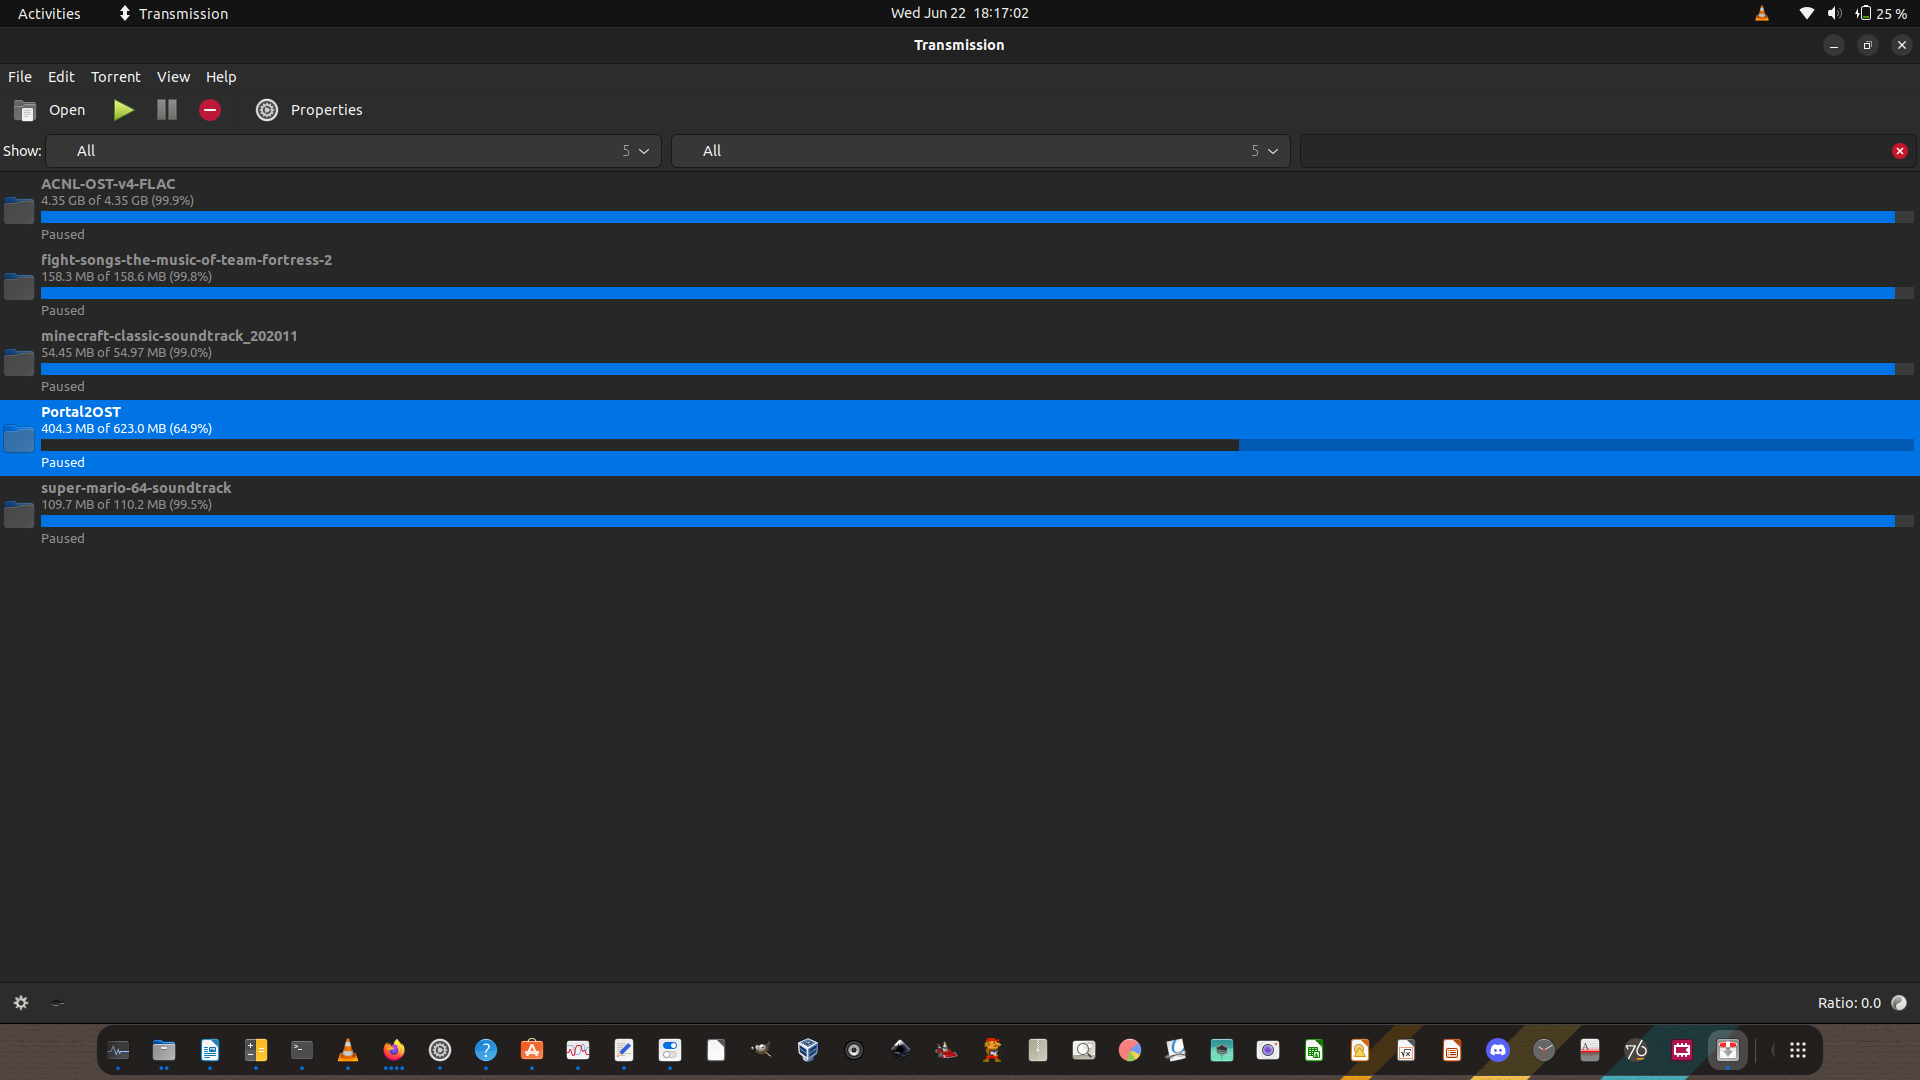 Activities Transmission Wed Jun 22 18:17:02 25 %
Transmission
File Edit Torrent View Help
Open Properties
Show: All 5 All 5
ACNL-OST-v4-FLAC
4.35 GB of 4.35 GB (99.9%)
Paused
fight-songs-the-music-of-team-fortress-2
158.3 MB of 158.6 MB (99.8%)
Paused
minecraft-classic-soundtrack_202011
54.45 MB of 54.97 MB (99.0%)
Paused
Portal2OST
404.3 MB of 623.0 MB (64.9%)
Paused
super-mario-64-soundtrack
109.7 MB of 110.2 MB (99.5%)
Paused
Ratio: 0.0
76